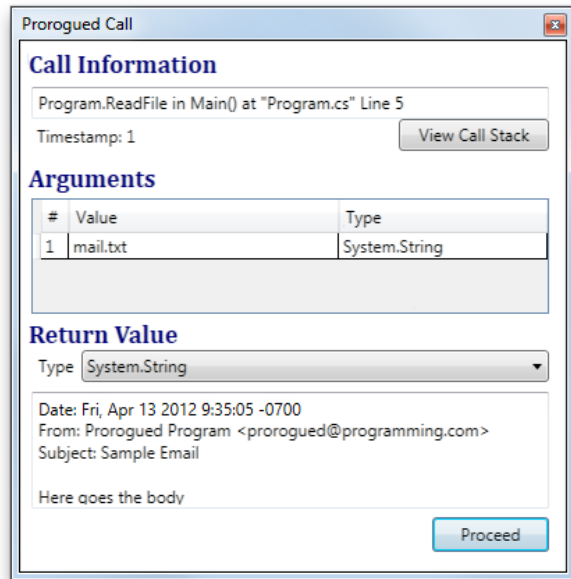 Prorogued Call
Call Information
Program.ReadFile in Main() at "Program.cs" Line 5
Timestamp: 1
View Call Stack
Arguments
# Value Type
1 mail.txt System.String
Return Value
Type System.String
Date: Fri, Apr 13 2012 9:35:05 -0700
From: Prorogued Program <prorogued@programming.com>
Subject: Sample Email
Here goes the body
Proceed